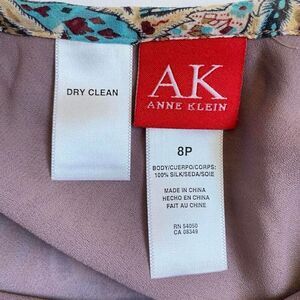 DRY CLEAN
AK
ANNE KLEIN
8P
BODY/CUERPO/CORPS:
100% SILK/SEDA/SOIE
MADE IN CHINA
HECHO EN CHINA
FAIT AU CHINE
RN 54050
CA 08349